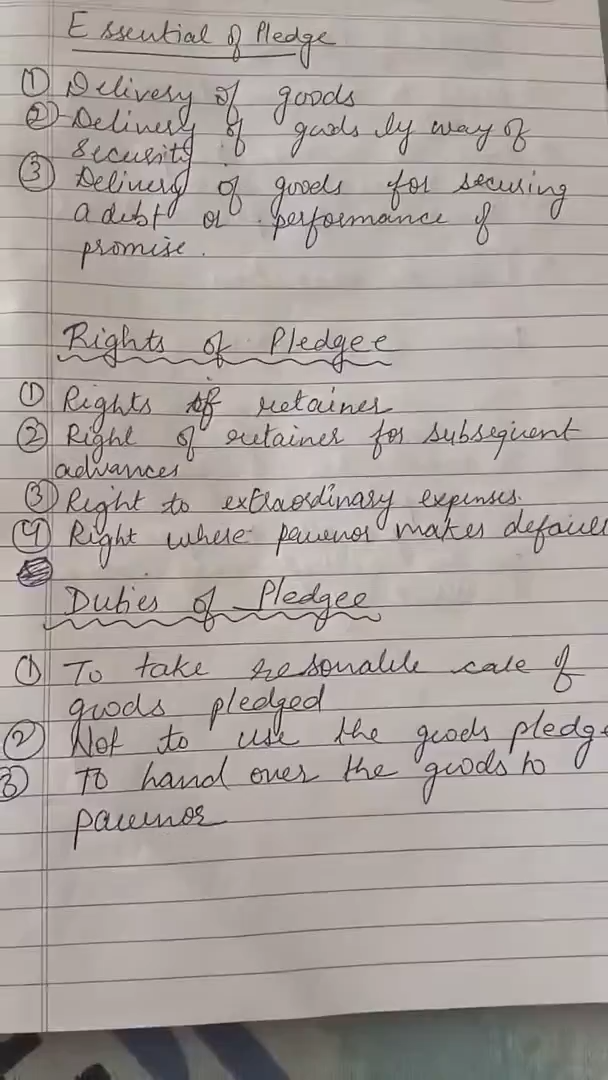 Essential of Pledge
① Delivery of goods
② Delivery of goods by way of
security.
③ Delivery of goods for securing
a debt or performance of
promise.
Rights of Pledgee
① Rights of retainer
② Right of retainer for subsequent
advances
③ Right to extraordinary expenses.
④ Right where pawnor makes
Duties of Pledgee
① To take resonable care of
goods pledged
② Not to use the goods
③ To hand over the goods to
pawnor